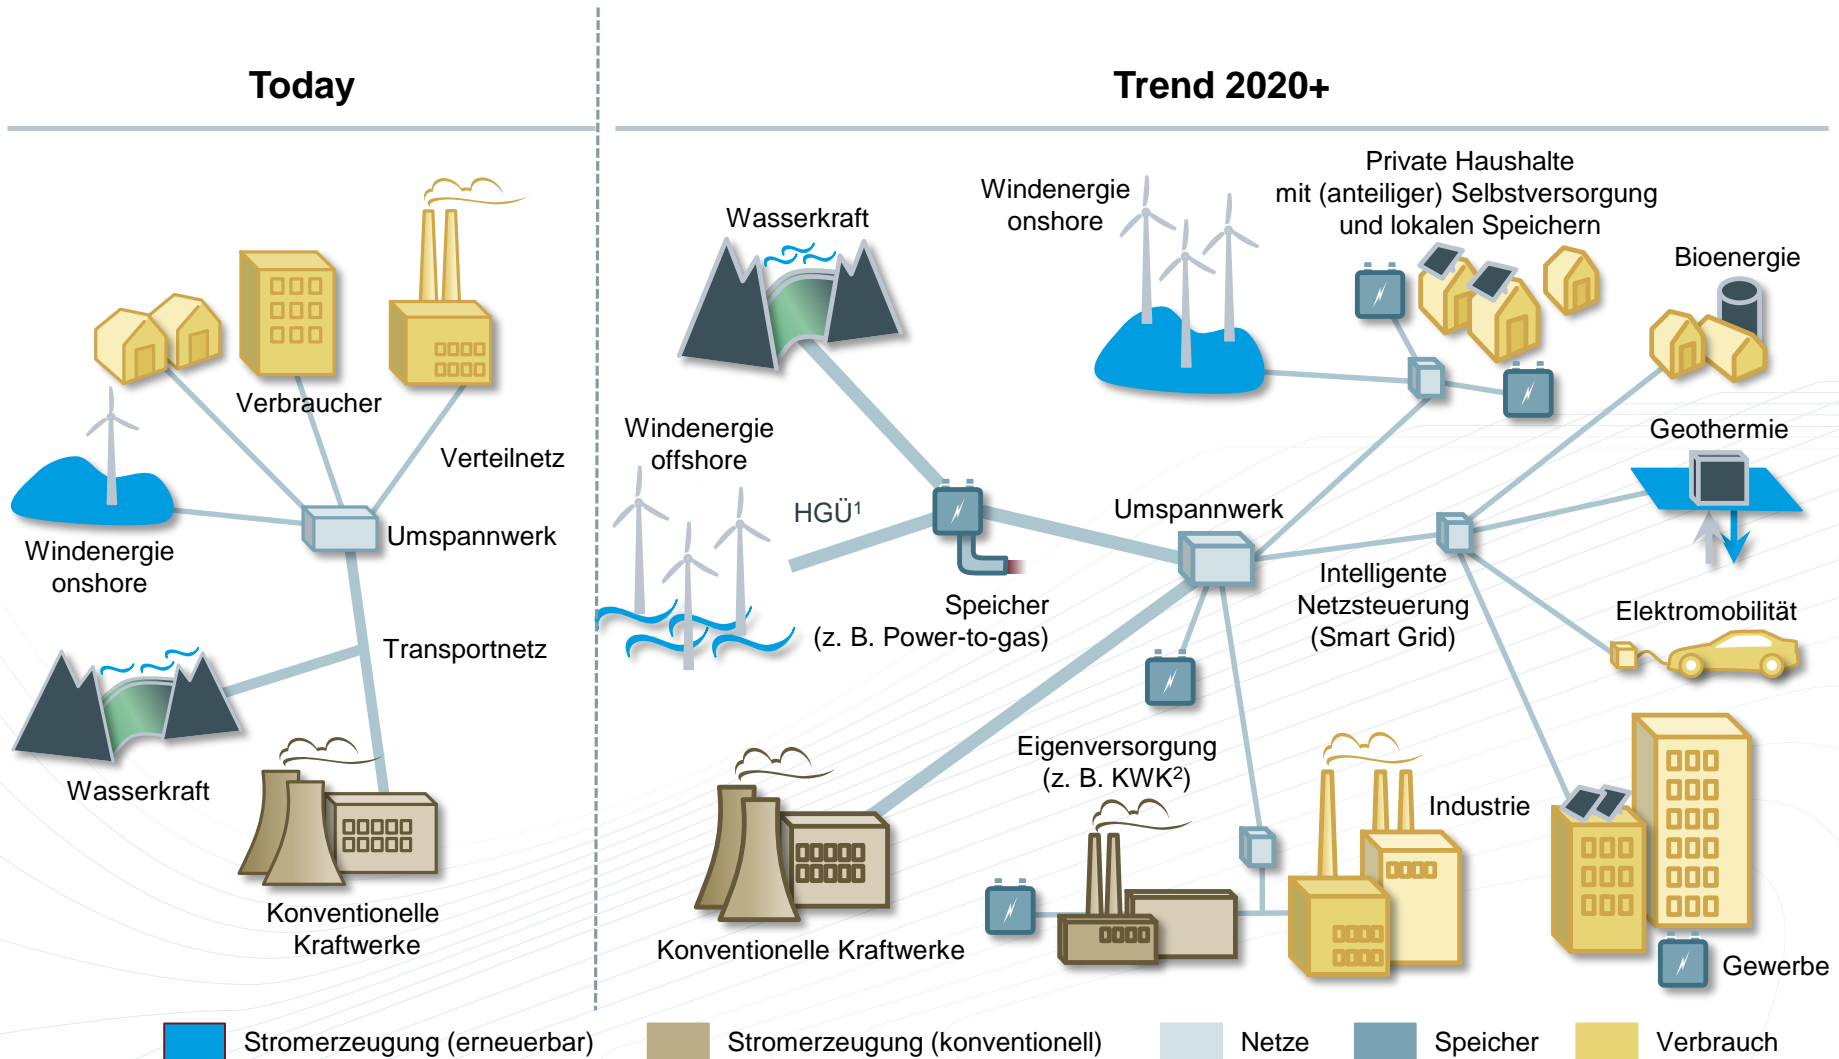 Today
Trend 2020+
Verbraucher
Verteilnetz
Umspannwerk
Windenergie
onshore
Transportnetz
Wasserkraft
Konventionelle
Kraftwerke
Wasserkraft
Windenergie
onshore
Private Haushalte
mit (anteiliger) Selbstversorgung
und lokalen Speichern
Bioenergie
Windenergie
offshore
HGÜ¹
Umspannwerk
Geothermie
Speicher
(z. B. Power-to-gas)
Intelligente
Netzsteuerung
(Smart Grid)
Elektromobilität
Eigenversorgung
(z. B. KWK²)
Industrie
Konventionelle Kraftwerke
Gewerbe
Stromerzeugung (erneuerbar)
Stromerzeugung (konventionell)
Netze
Speicher
Verbrauch